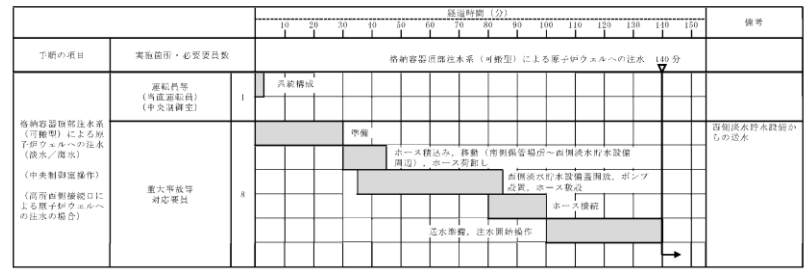 経過時間（分）
備考
10 20 30 40 50 60 70 80 90 100 110 120 130 140 150
手順の項目
実施箇所・必要要員数
格納容器頂部注水系（可搬型）による原子炉ウェルへの注水 140分
格納容器頂部注水系
（可搬型）による原
子炉ウェルへの注水
（淡水／海水）
（中央制御室操作）
（高所西側接続口に
よる原子炉ウェルへ
の注水の場合）
運転員等
（当直運転員）
（中央制御室）
1
系統構成
重大事故等
対応要員
8
準備
ホース積込み，移動（南側保管場所～西側淡水貯水設備
周辺），ホース荷卸し
西側淡水貯水設備蓋開放，ポンプ
設置，ホース敷設
ホース接続
送水準備，注水開始操作
西側淡水貯水設備か
らの送水